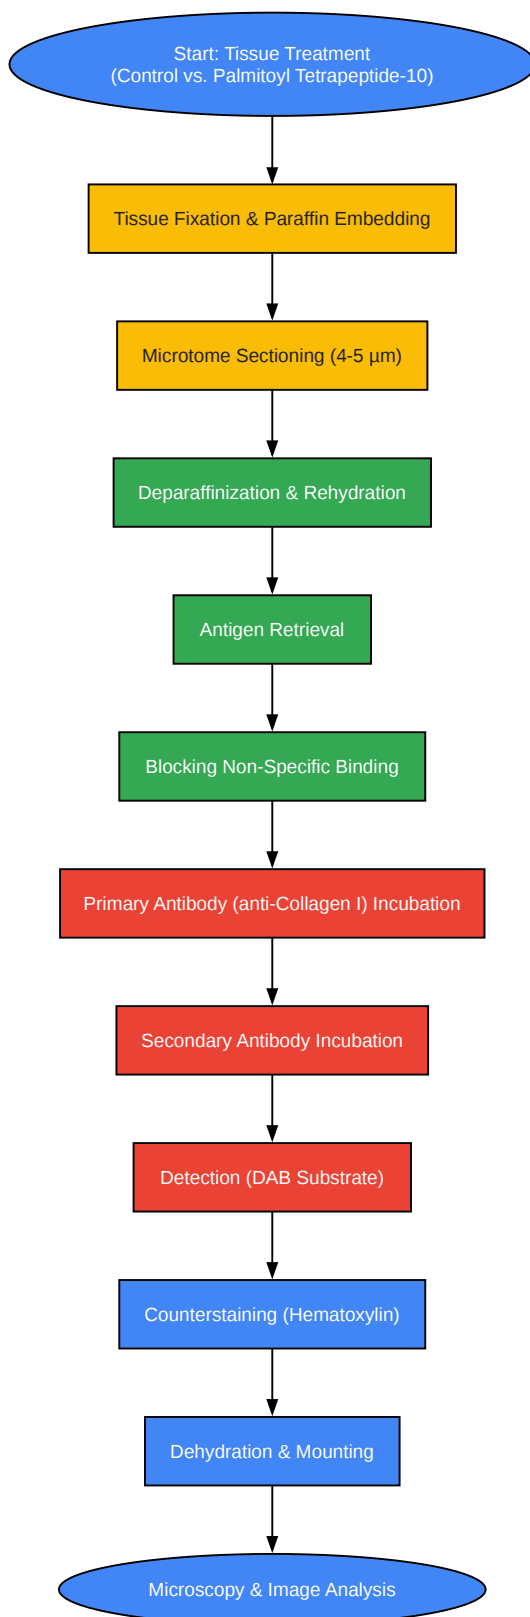 Start: Tissue Treatment
(Control vs. Palmitoyl Tetrapeptide-10)
Tissue Fixation & Paraffin Embedding
Microtome Sectioning (4-5 µm)
Deparaffinization & Rehydration
Antigen Retrieval
Blocking Non-Specific Binding
Primary Antibody (anti-Collagen I) Incubation
Secondary Antibody Incubation
Detection (DAB Substrate)
Counterstaining (Hematoxylin)
Dehydration & Mounting
Microscopy & Image Analysis